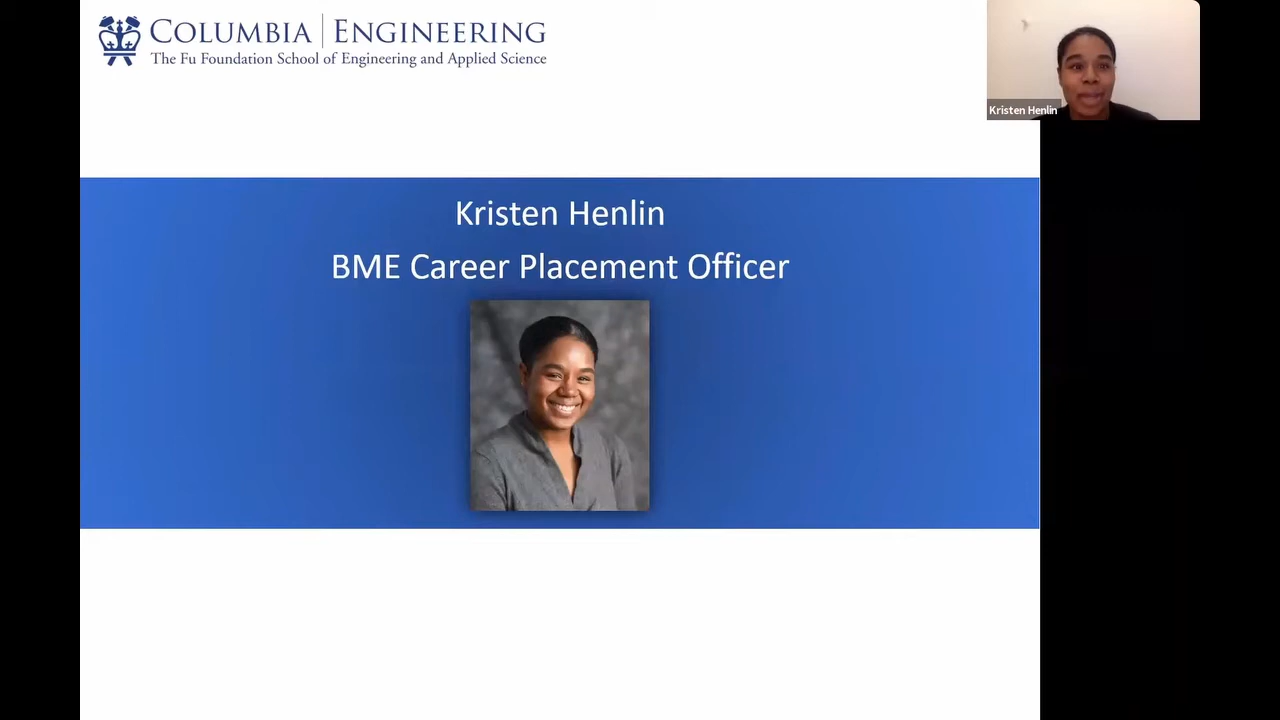 COLUMBIA | ENGINEERING
The Fu Foundation School of Engineering and Applied Science
Kristen Henlin
Kristen Henlin
BME Career Placement Officer